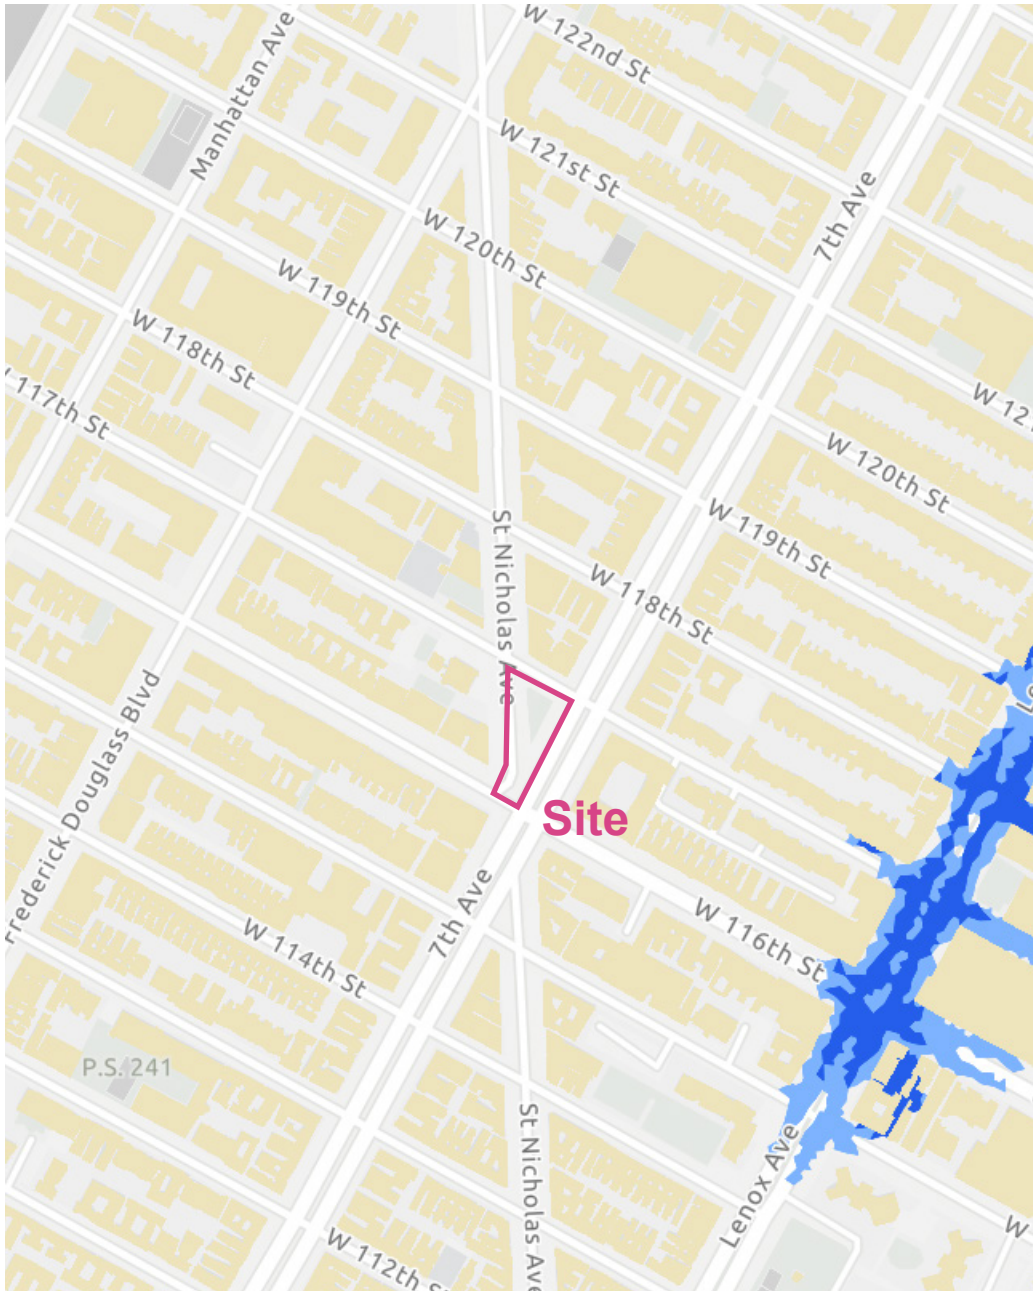 W 122nd St
Manhattan Ave
W 121st St
7th Ave
W 120th St
W 119th St
W 118th St
W 121
W 117th St
W 120th St
W 119th St
St Nicholas Ave
W 118th St
Frederick Douglass Blvd
Site
7th Ave
W 116th St
W 114th St
P.S. 241
St Nicholas Ave
Lenox Ave
W
W 112th S